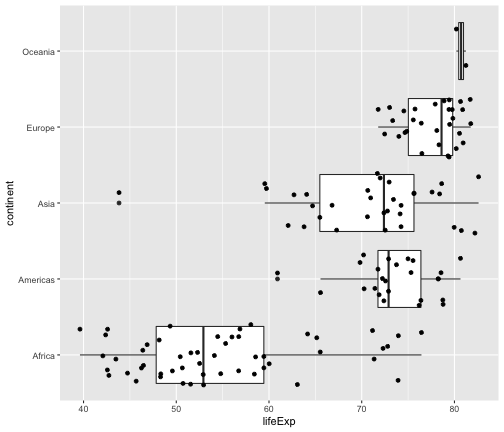 Oceania
Europe
Asia
Americas
Africa
continent
40 50 60 70 80
lifeExp